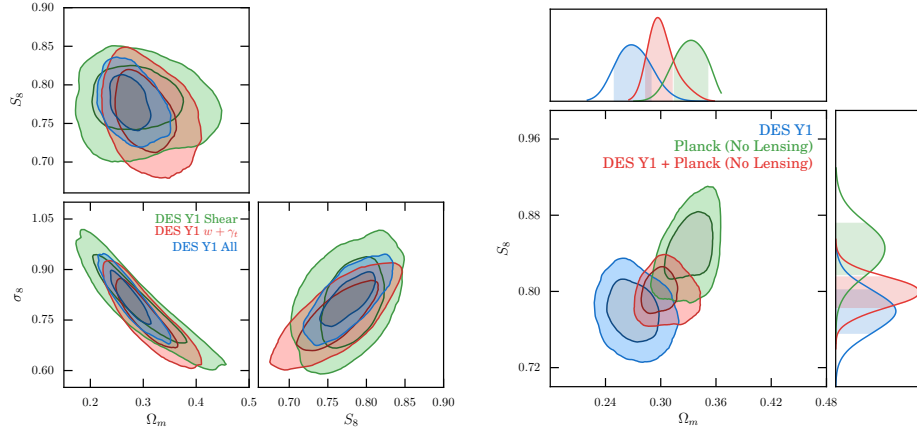 0.90
0.85
0.80
0.75
0.70
S₈
1.05
0.90
0.75
0.60
σ₈
DES Y1 Shear
DES Y1 w + γₜ
DES Y1 All
0.2 0.3 0.4 0.5
Ωₘ
0.70 0.75 0.80 0.85 0.90
S₈
0.96
0.88
0.80
0.72
S₈
DES Y1
Planck (No Lensing)
DES Y1 + Planck (No Lensing)
0.24 0.30 0.36 0.42 0.48
Ωₘ